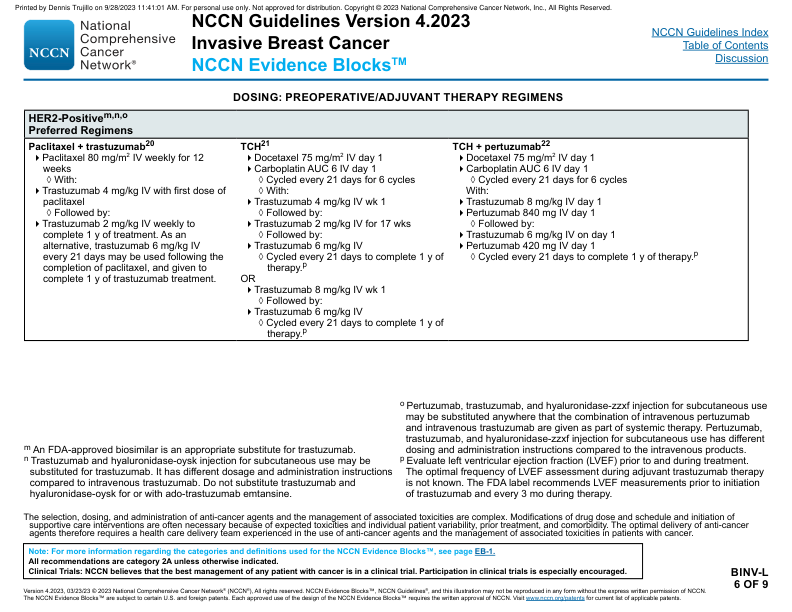 Printed by Dennis Trujillo on 9/28/2023 11:41:01 AM. For personal use only. Not approved for distribution. Copyright © 2023 National Comprehensive Cancer Network, Inc., All Rights Reserved.
NCCN
National
Comprehensive
Cancer
Network®
NCCN Guidelines Version 4.2023
Invasive Breast Cancer
NCCN Evidence Blocks™
NCCN Guidelines Index
Table of Contents
Discussion
DOSING: PREOPERATIVE/ADJUVANT THERAPY REGIMENS
HER2-Positive^m,n,o
Preferred Regimens
Paclitaxel + trastuzumab^20
Paclitaxel 80 mg/m² IV weekly for 12
weeks
◊ With:
Trastuzumab 4 mg/kg IV with first dose of
paclitaxel
◊ Followed by:
Trastuzumab 2 mg/kg IV weekly to
complete 1 y of treatment. As an
alternative, trastuzumab 6 mg/kg IV
every 21 days may be used following the
completion of paclitaxel, and given to
complete 1 y of trastuzumab treatment.
TCH^21
Docetaxel 75 mg/m² IV day 1
Carboplatin AUC 6 IV day 1
◊ Cycled every 21 days for 6 cycles
◊ With:
Trastuzumab 4 mg/kg IV wk 1
◊ Followed by:
Trastuzumab 2 mg/kg IV for 17 wks
◊ Followed by:
Trastuzumab 6 mg/kg IV
◊ Cycled every 21 days to complete 1 y of
therapy.^p
OR
Trastuzumab 8 mg/kg IV wk 1
◊ Followed by:
Trastuzumab 6 mg/kg IV
◊ Cycled every 21 days to complete 1 y of
therapy.^p
TCH + pertuzumab^22
Docetaxel 75 mg/m² IV day 1
Carboplatin AUC 6 IV day 1
◊ Cycled every 21 days for 6 cycles
With:
Trastuzumab 8 mg/kg IV day 1
Pertuzumab 840 mg IV day 1
◊ Followed by:
Trastuzumab 6 mg/kg IV on day 1
Pertuzumab 420 mg IV day 1
◊ Cycled every 21 days to complete 1 y of therapy.^p
m An FDA-approved biosimilar is an appropriate substitute for trastuzumab.
n Trastuzumab and hyaluronidase-oysk injection for subcutaneous use may be
substituted for trastuzumab. It has different dosage and administration instructions
compared to intravenous trastuzumab. Do not substitute trastuzumab and
hyaluronidase-oysk for or with ado-trastuzumab emtansine.
o Pertuzumab, trastuzumab, and hyaluronidase-zzxf injection for subcutaneous use
may be substituted anywhere that the combination of intravenous pertuzumab
and intravenous trastuzumab are given as part of systemic therapy. Pertuzumab,
trastuzumab, and hyaluronidase-zzxf injection for subcutaneous use has different
dosing and administration instructions compared to the intravenous products.
p Evaluate left ventricular ejection fraction (LVEF) prior to and during treatment.
The optimal frequency of LVEF assessment during adjuvant trastuzumab therapy
is not known. The FDA label recommends LVEF measurements prior to initiation
of trastuzumab and every 3 mo during therapy.
The selection, dosing, and administration of anti-cancer agents and the management of associated toxicities are complex. Modifications of drug dose and schedule and initiation of
supportive care interventions are often necessary because of expected toxicities and individual patient variability, prior treatment, and comorbidity. The optimal delivery of anti-cancer
agents therefore requires a health care delivery team experienced in the use of anti-cancer agents and the management of associated toxicities in patients with cancer.
Note: For more information regarding the categories and definitions used for the NCCN Evidence Blocks™, see page EB-1.
All recommendations are category 2A unless otherwise indicated.
Clinical Trials: NCCN believes that the best management of any patient with cancer is in a clinical trial. Participation in clinical trials is especially encouraged.
BINV-L
6 OF 9
Version 4.2023, 03/23/23 © 2023 National Comprehensive Cancer Network® (NCCN®), All rights reserved. NCCN Evidence Blocks™, NCCN Guidelines®, and this illustration may not be reproduced in any form without the express written permission of NCCN.
The NCCN Evidence Blocks™ are subject to certain U.S. and foreign patents. Each approved use of the design of the NCCN Evidence Blocks™ requires the written approval of NCCN. Visit www.nccn.org/patents for current list of applicable patents.